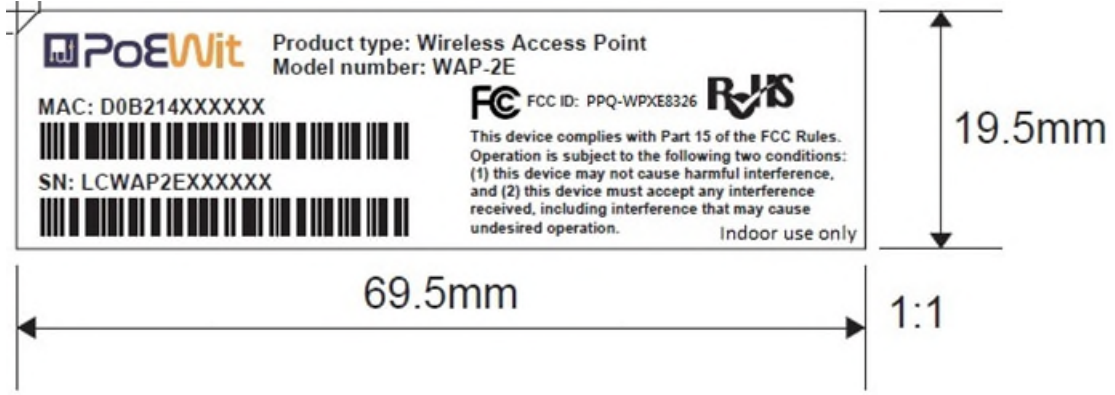 PoEWit
Product type: Wireless Access Point
Model number: WAP-2E
MAC: D0B214XXXXXX
SN: LCWAP2EXXXXXX
FC FCC ID: PPQ-WPXE8326 RoHS
This device complies with Part 15 of the FCC Rules.
Operation is subject to the following two conditions:
(1) this device may not cause harmful interference,
and (2) this device must accept any interference
received, including interference that may cause
undesired operation.
Indoor use only
19.5mm
69.5mm
1:1